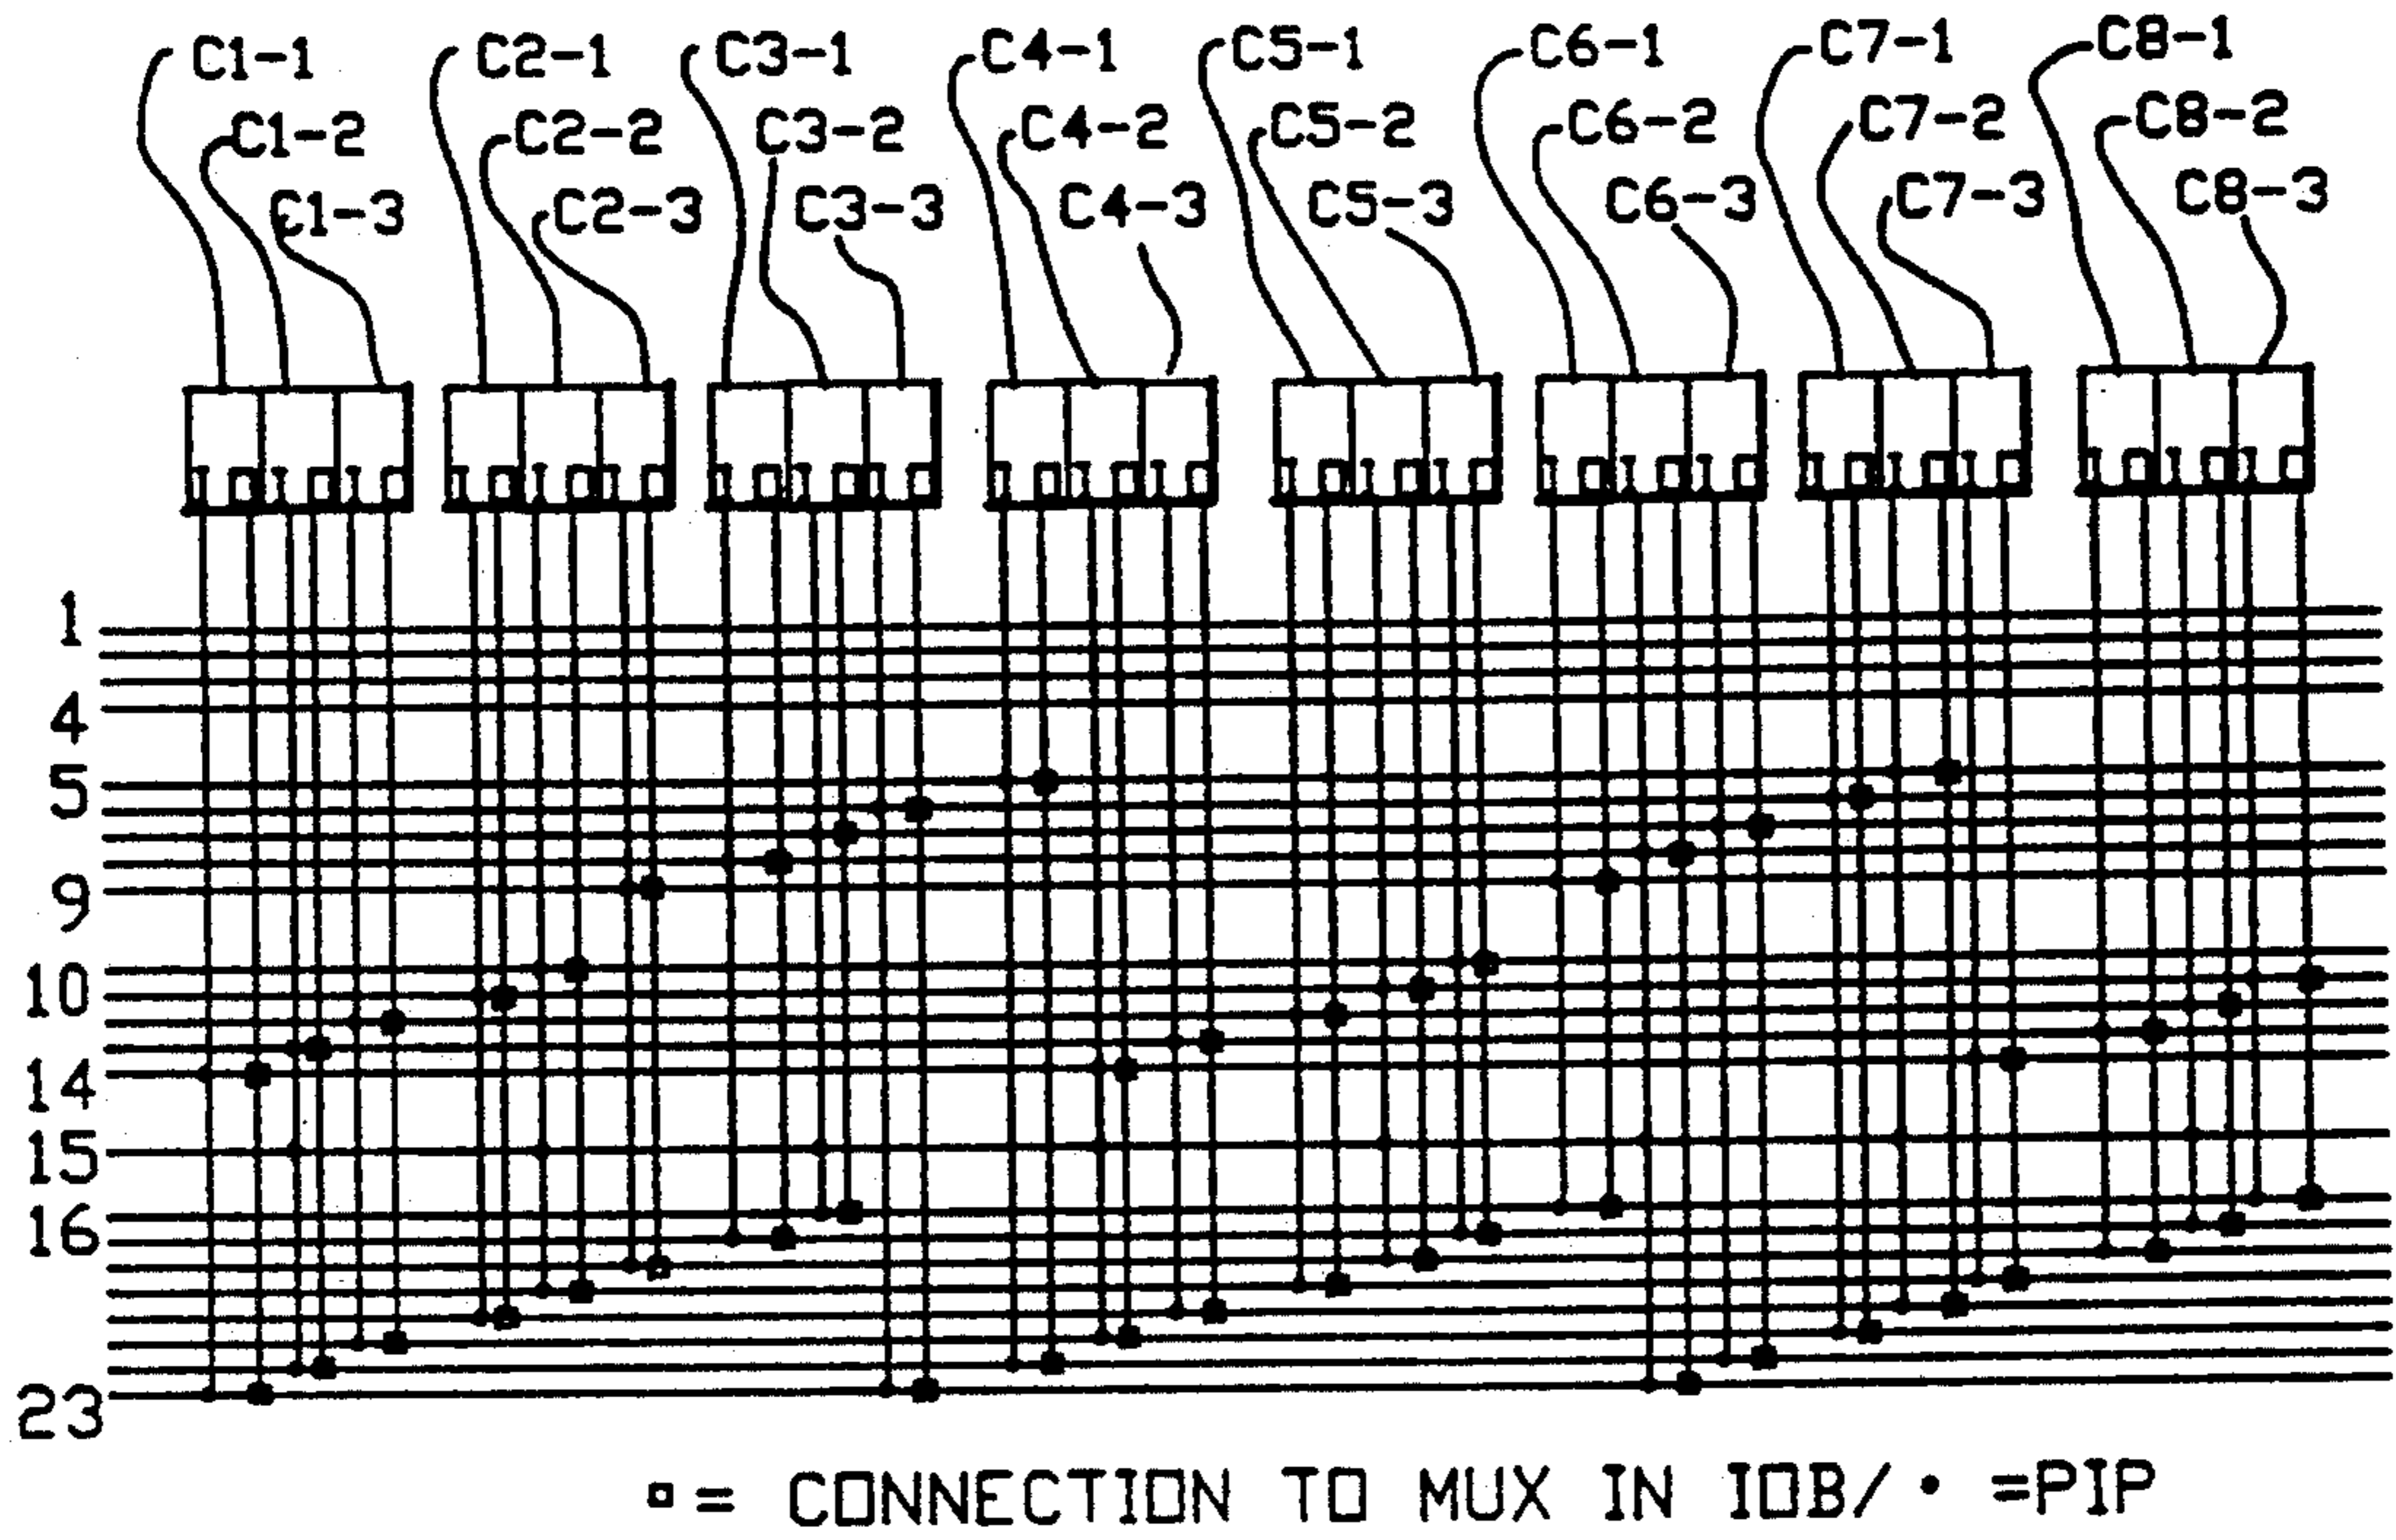 C1-1 C2-1 C3-1 C4-1 C5-1 C6-1 C7-1 C8-1
C1-2 C2-2 C3-2 C4-2 C5-2 C6-2 C7-2 C8-2
C1-3 C2-3 C3-3 C4-3 C5-3 C6-3 C7-3 C8-3
I O I O I O I O I O I O I O I O I O I O I O I O I O I O I O I O I O I O I O I O I O I O I O I O
1
4
5
9
10
14
15
16
23
▫ = CONNECTION TO MUX IN IOB/ • =PIP